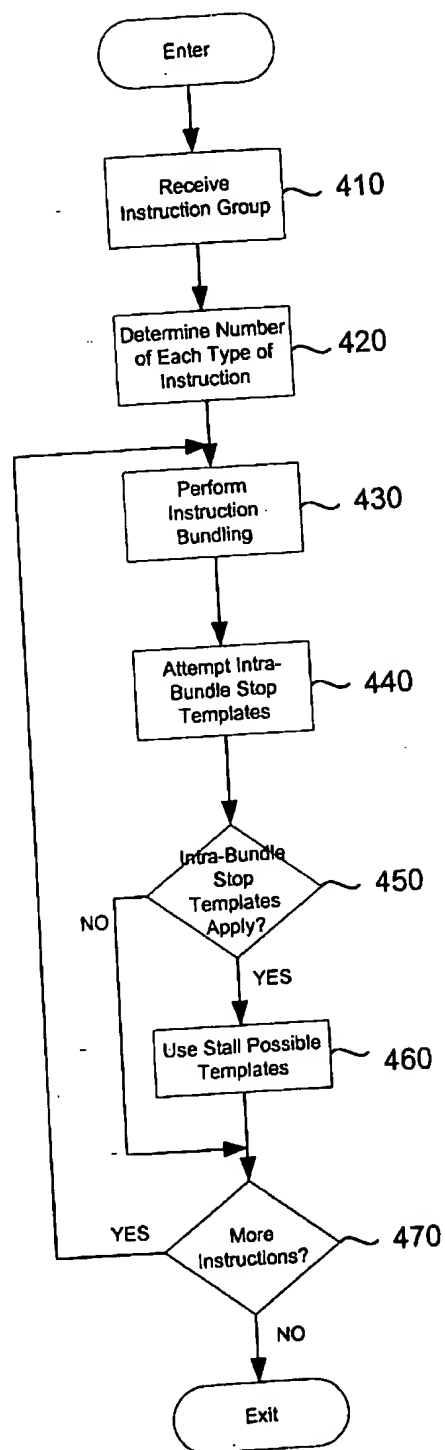 Enter
Receive
Instruction Group
410
Determine Number
of Each Type of
Instruction
420
Perform
Instruction
Bundling
430
Attempt Intra-
Bundle Stop
Templates
440
Intra-Bundle
Stop
Templates
Apply?
450
NO
YES
Use Stall Possible
Templates
460
YES
More
Instructions?
470
NO
Exit